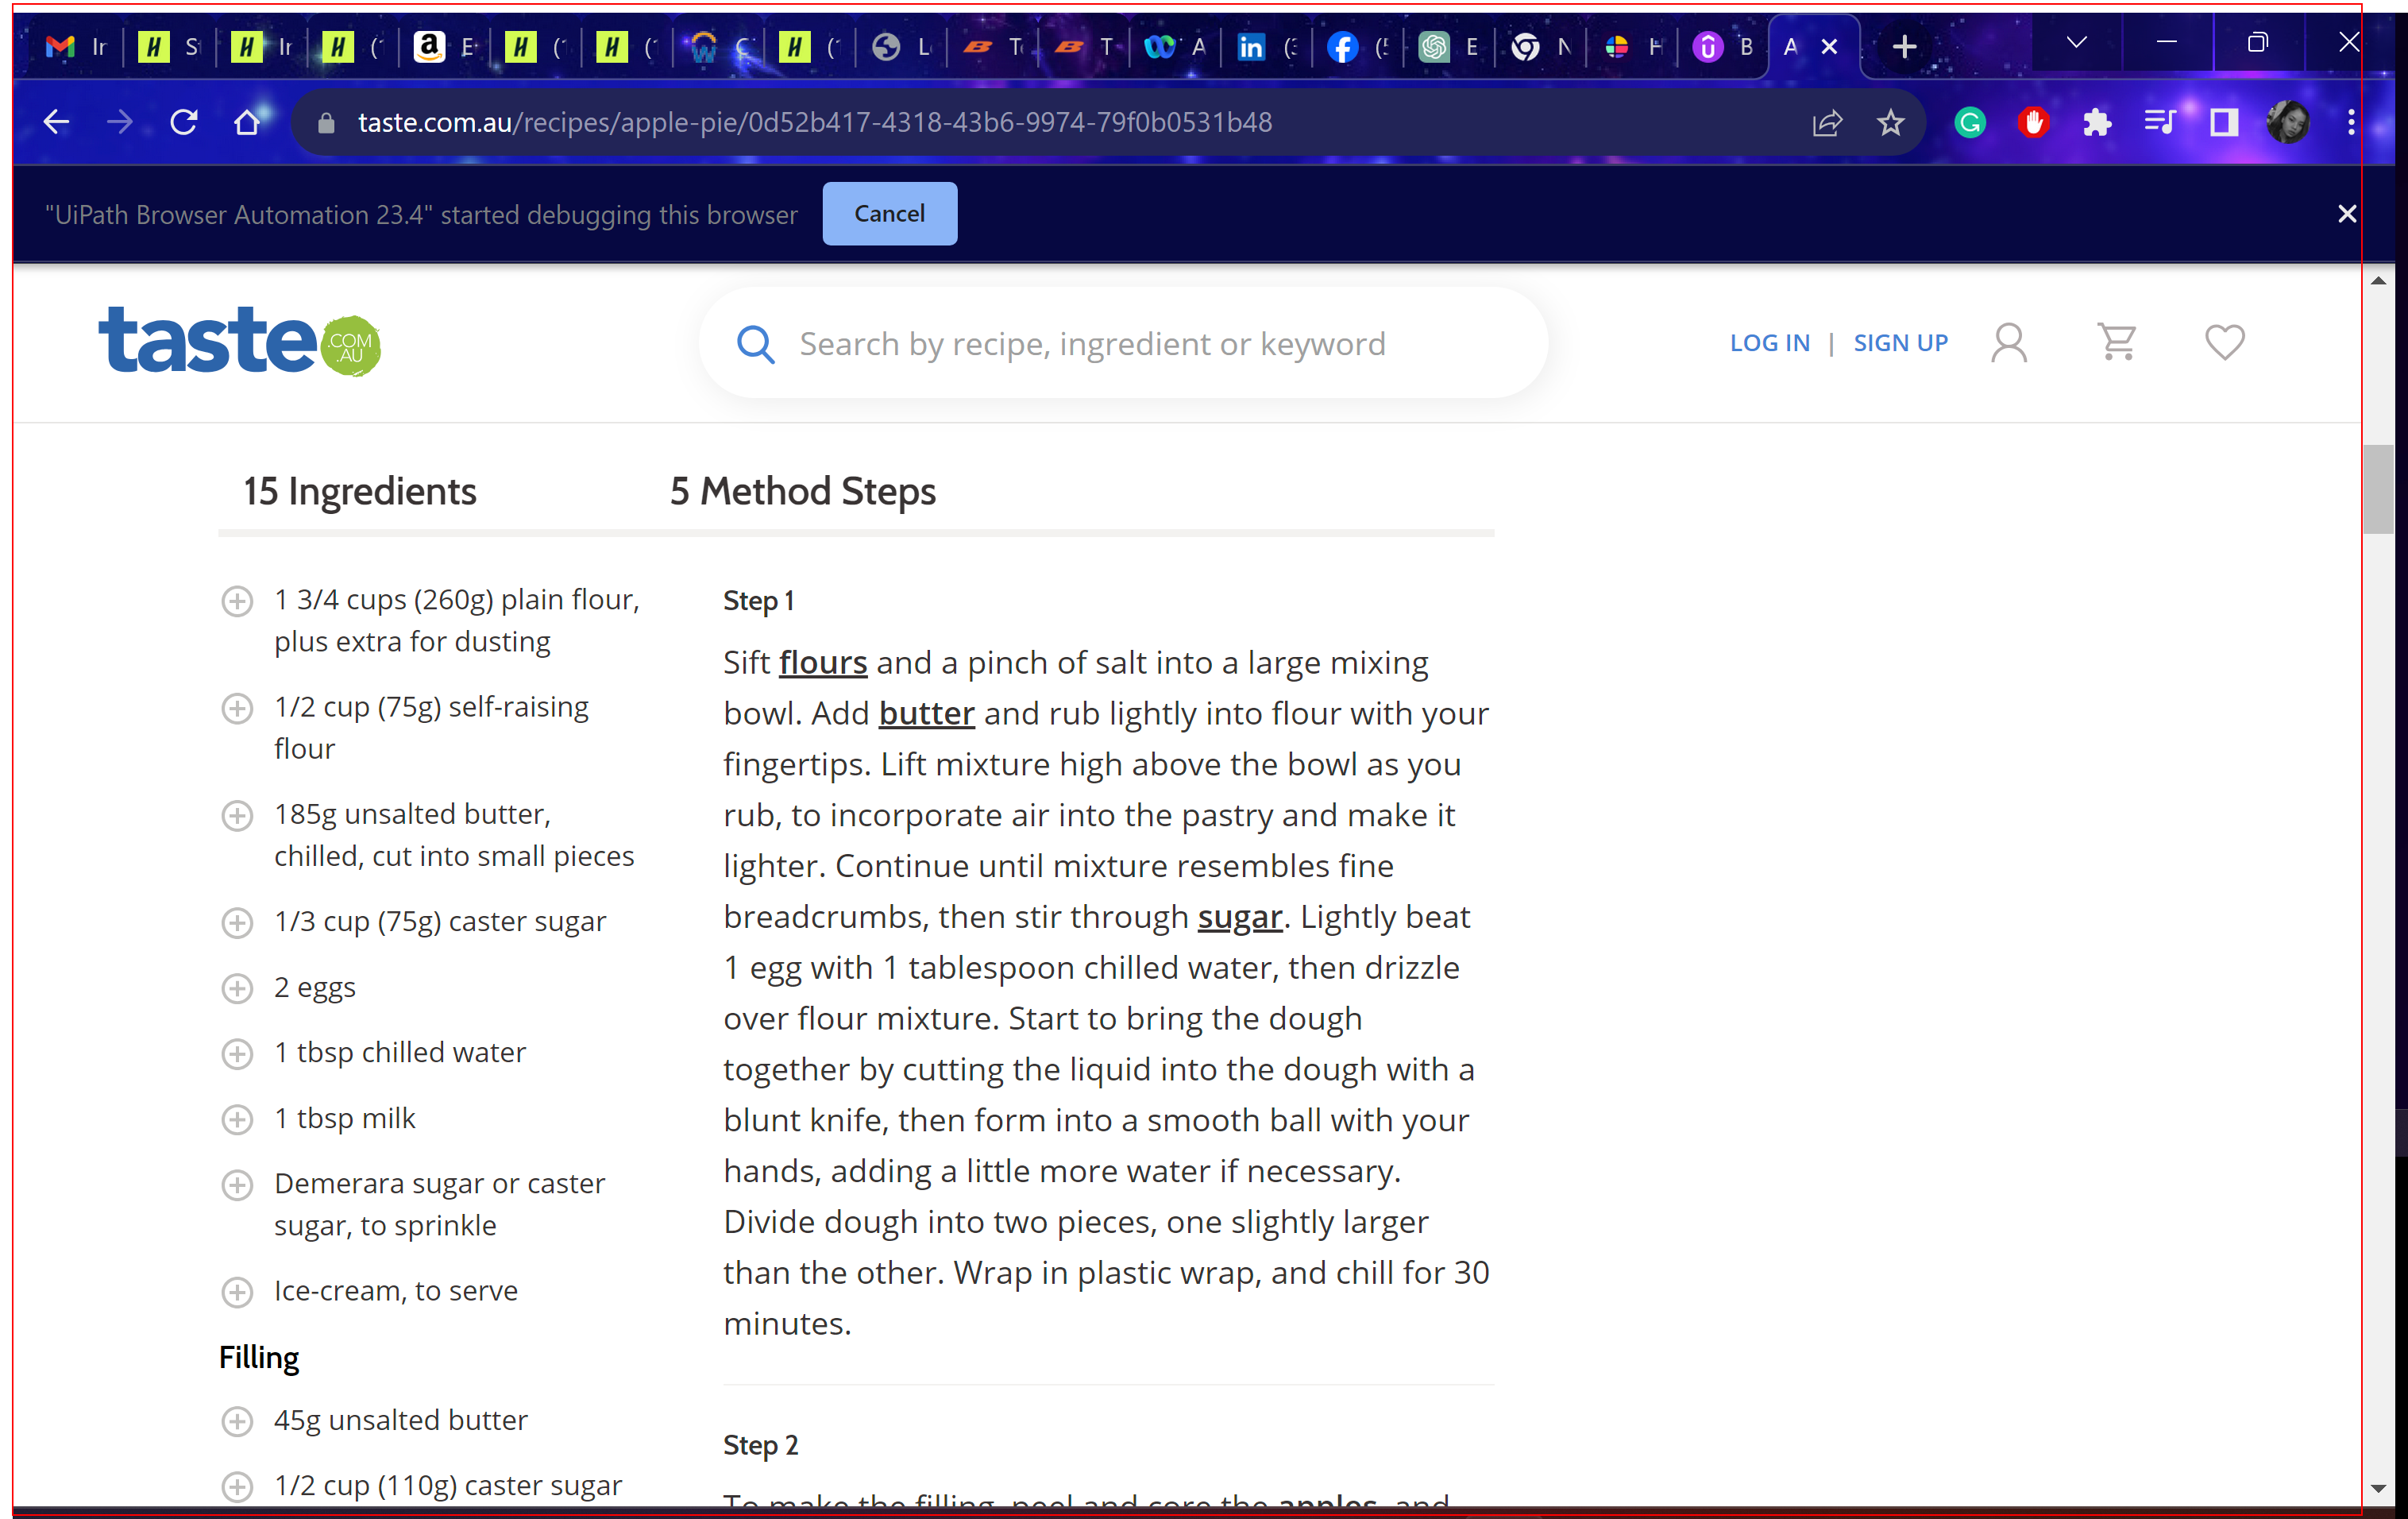 Ir
S
Ir
(
E
(
(
C
(
L
T
T
A
(
(
E
N
H
B
A
taste.com.au/recipes/apple-pie/0d52b417-4318-43b6-9974-79f0b0531b48
"UiPath Browser Automation 23.4" started debugging this browser
Cancel
taste.COM.AU
Search by recipe, ingredient or keyword
LOG IN | SIGN UP
15 Ingredients
5 Method Steps
1 3/4 cups (260g) plain flour,
plus extra for dusting
1/2 cup (75g) self-raising
flour
185g unsalted butter,
chilled, cut into small pieces
1/3 cup (75g) caster sugar
2 eggs
1 tbsp chilled water
1 tbsp milk
Demerara sugar or caster
sugar, to sprinkle
Ice-cream, to serve
Filling
45g unsalted butter
1/2 cup (110g) caster sugar
Step 1
Sift flours and a pinch of salt into a large mixing
bowl. Add butter and rub lightly into flour with your
fingertips. Lift mixture high above the bowl as you
rub, to incorporate air into the pastry and make it
lighter. Continue until mixture resembles fine
breadcrumbs, then stir through sugar. Lightly beat
1 egg with 1 tablespoon chilled water, then drizzle
over flour mixture. Start to bring the dough
together by cutting the liquid into the dough with a
blunt knife, then form into a smooth ball with your
hands, adding a little more water if necessary.
Divide dough into two pieces, one slightly larger
than the other. Wrap in plastic wrap, and chill for 30
minutes.
Step 2
To make the filling, peel and core the apples, and